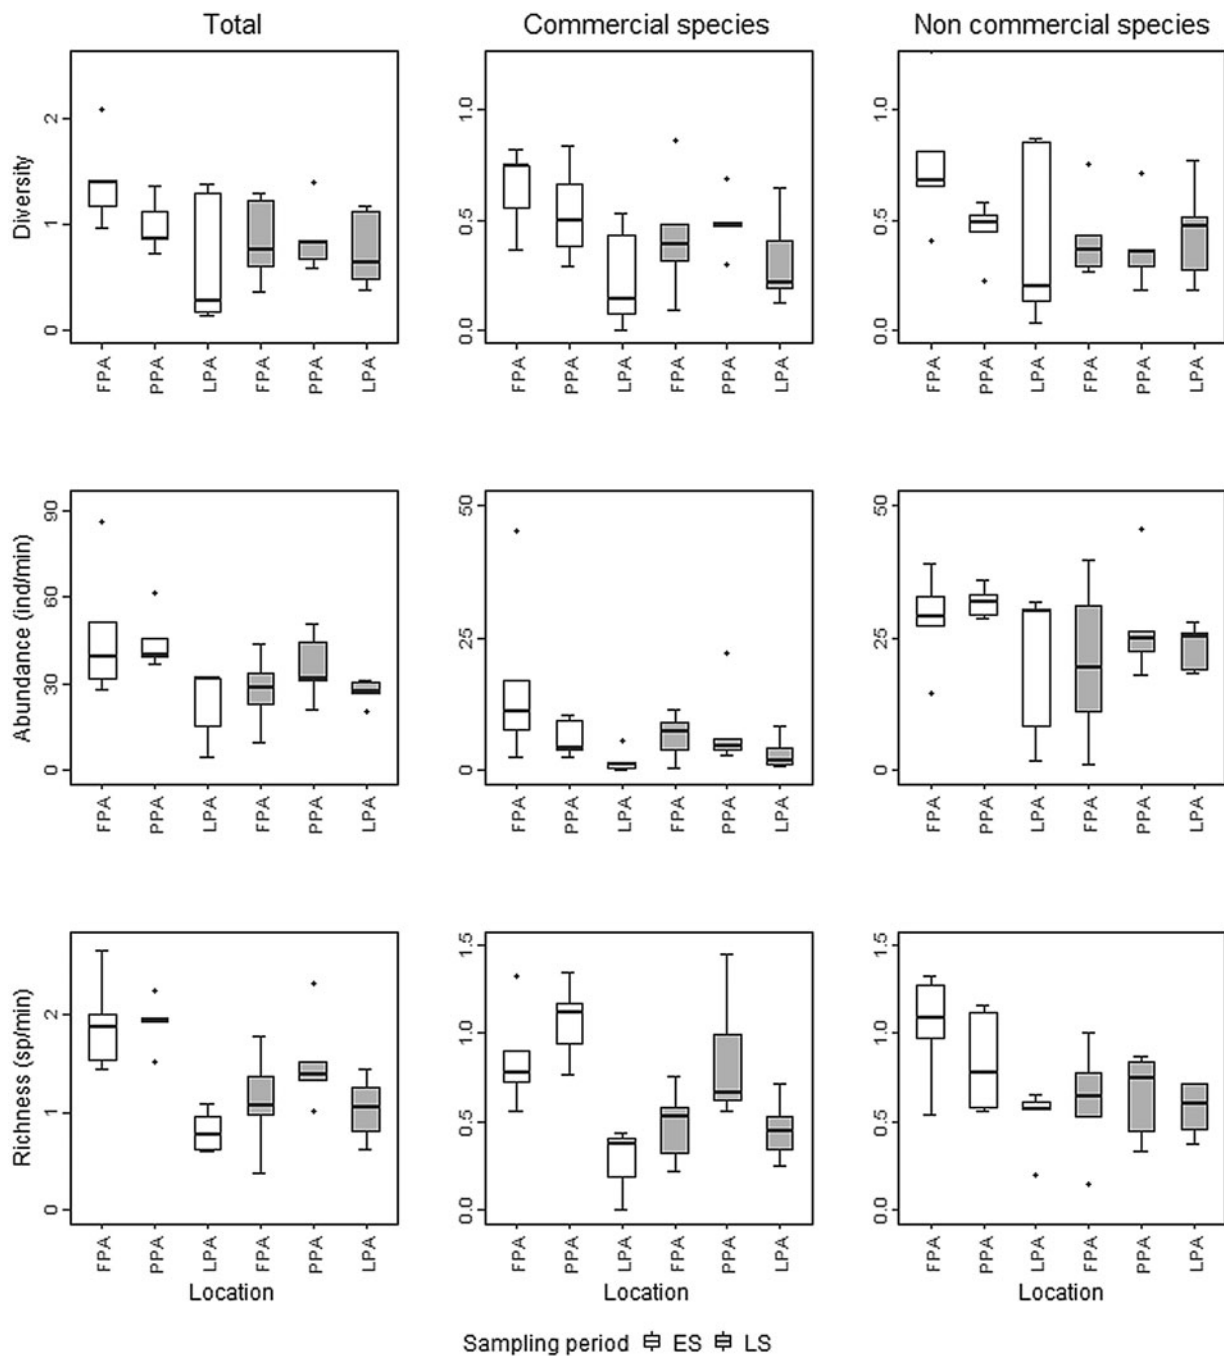 Total Commercial species Non commercial species
Diversity
2
1
0
1.0
0.5
0.0
1.0
0.5
0.0
FPA PPA LPA FPA PPA LPA
FPA PPA LPA FPA PPA LPA
FPA PPA LPA FPA PPA LPA
Abundance (ind/min)
90
60
30
0
50
25
0
50
25
0
FPA PPA LPA FPA PPA LPA
FPA PPA LPA FPA PPA LPA
FPA PPA LPA FPA PPA LPA
Richness (sp/min)
2
1
0
1.5
1.0
0.5
0.0
1.5
1.0
0.5
0.0
FPA PPA LPA FPA PPA LPA
FPA PPA LPA FPA PPA LPA
FPA PPA LPA FPA PPA LPA
Location Location Location
Sampling period ES LS